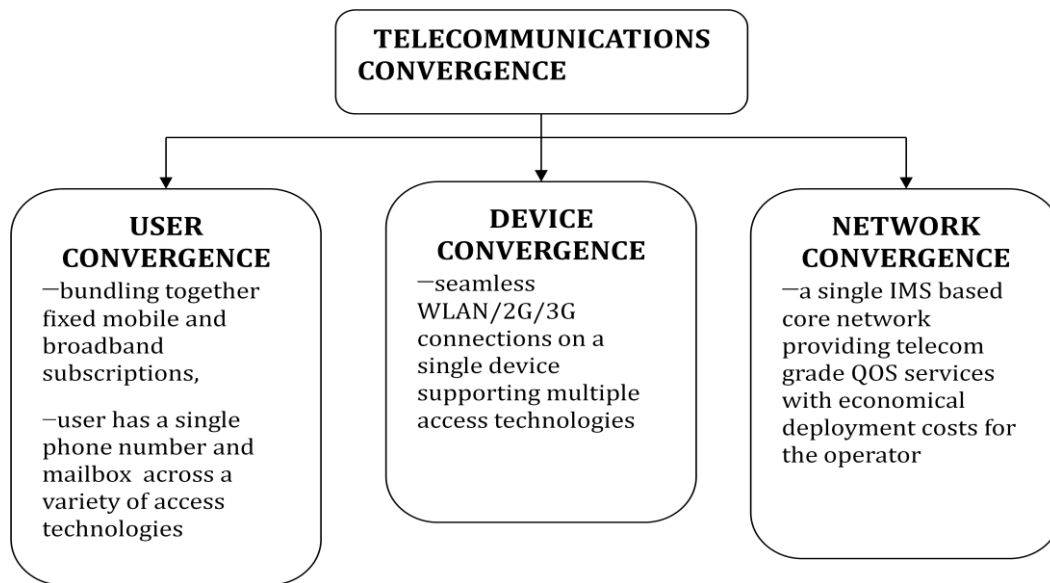 TELECOMMUNICATIONS
CONVERGENCE
USER
CONVERGENCE
—bundling together
fixed mobile and
broadband
subscriptions,
—user has a single
phone number and
mailbox across a
variety of access
technologies
DEVICE
CONVERGENCE
—seamless
WLAN/2G/3G
connections on a
single device
supporting multiple
access technologies
NETWORK
CONVERGENCE
—a single IMS based
core network
providing telecom
grade QOS services
with economical
deployment costs for
the operator